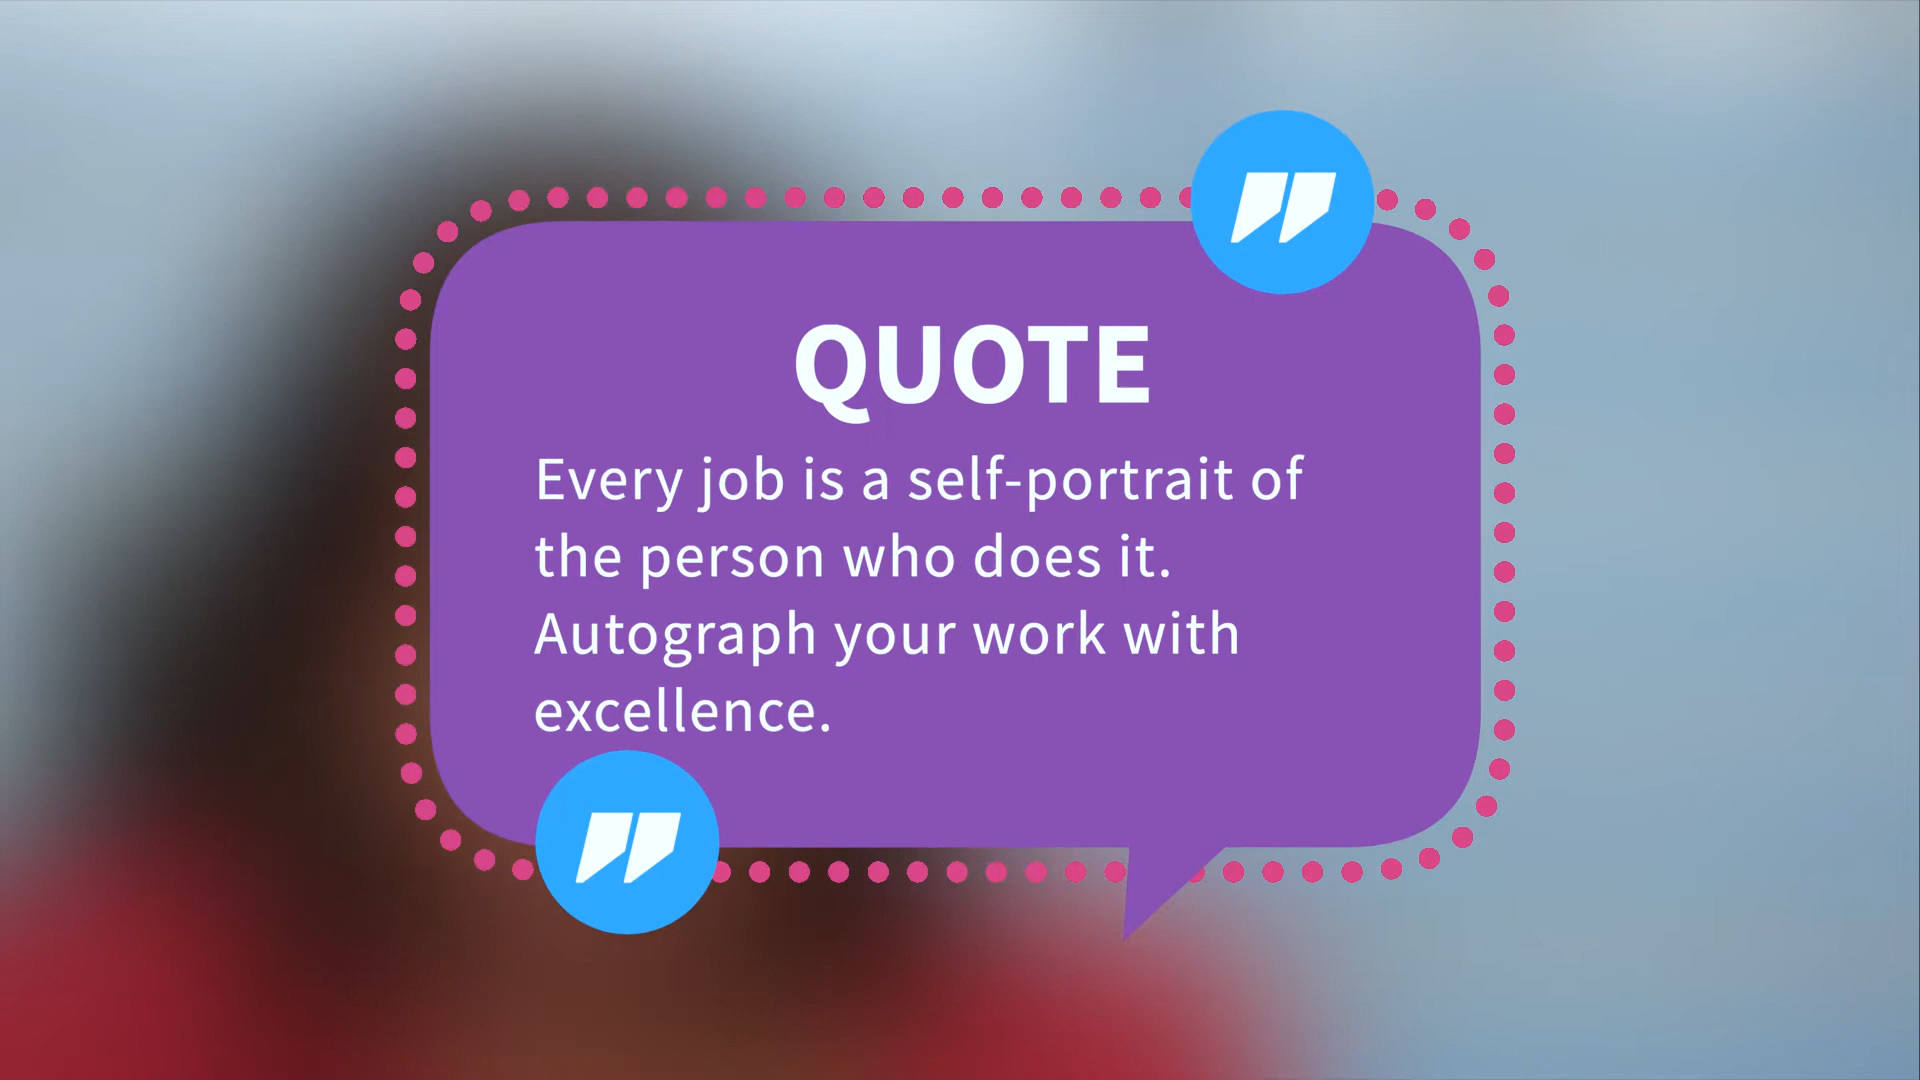 QUOTE
Every job is a self-portrait of
the person who does it.
Autograph your work with
excellence.